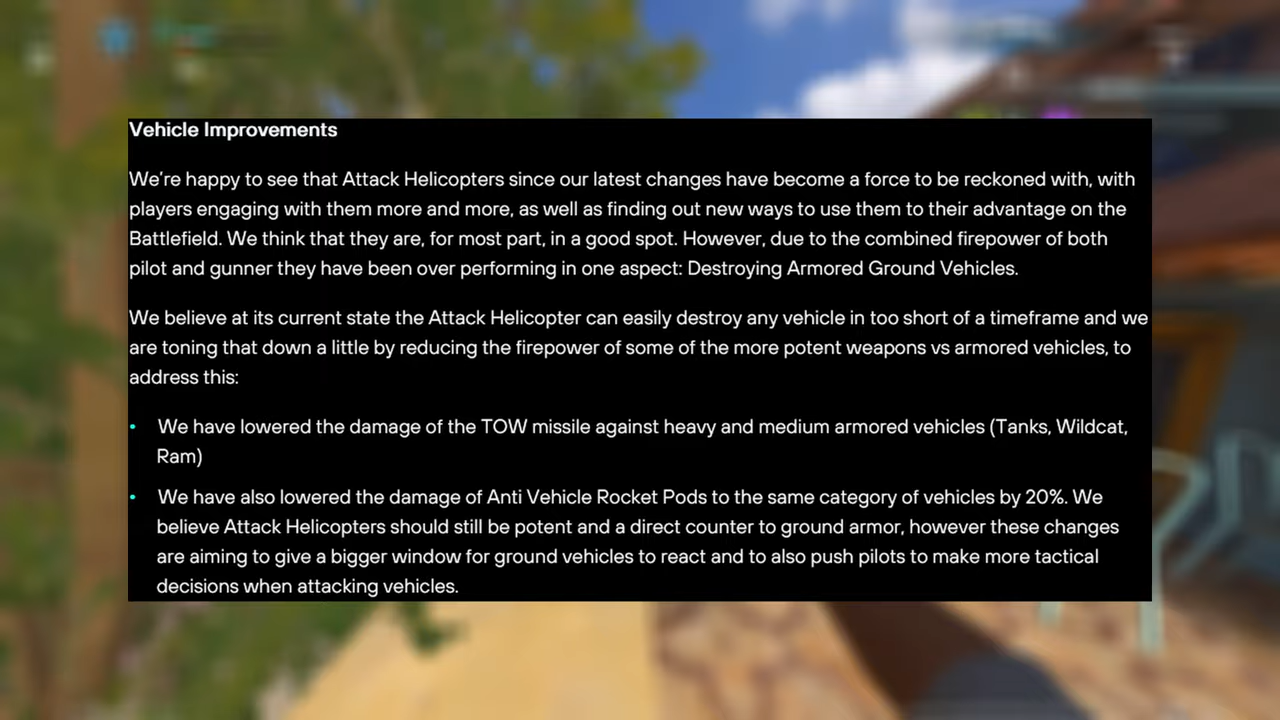 Vehicle Improvements
We're happy to see that Attack Helicopters since our latest changes have become a force to be reckoned with, with
players engaging with them more and more, as well as finding out new ways to use them to their advantage on the
Battlefield. We think that they are, for most part, in a good spot. However, due to the combined firepower of both
pilot and gunner they have been over performing in one aspect: Destroying Armored Ground Vehicles.
We believe at its current state the Attack Helicopter can easily destroy any vehicle in too short of a timeframe and we
are toning that down a little by reducing the firepower of some of the more potent weapons vs armored vehicles, to
address this:
• We have lowered the damage of the TOW missile against heavy and medium armored vehicles (Tanks, Wildcat,
Ram)
• We have also lowered the damage of Anti Vehicle Rocket Pods to the same category of vehicles by 20%. We
believe Attack Helicopters should still be potent and a direct counter to ground armor, however these changes
are aiming to give a bigger window for ground vehicles to react and to also push pilots to make more tactical
decisions when attacking vehicles.